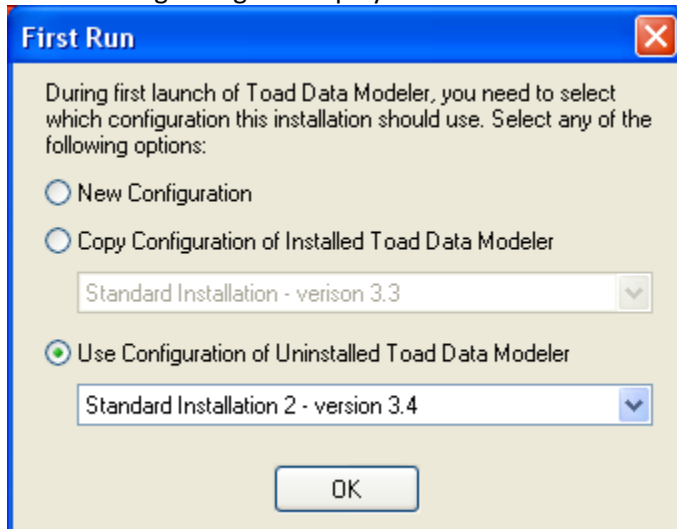 First Run
During first launch of Toad Data Modeler, you need to select
which configuration this installation should use. Select any of the
following options:
New Configuration
Copy Configuration of Installed Toad Data Modeler
Standard Installation - verison 3.3
Use Configuration of Uninstalled Toad Data Modeler
Standard Installation 2 - version 3.4
OK